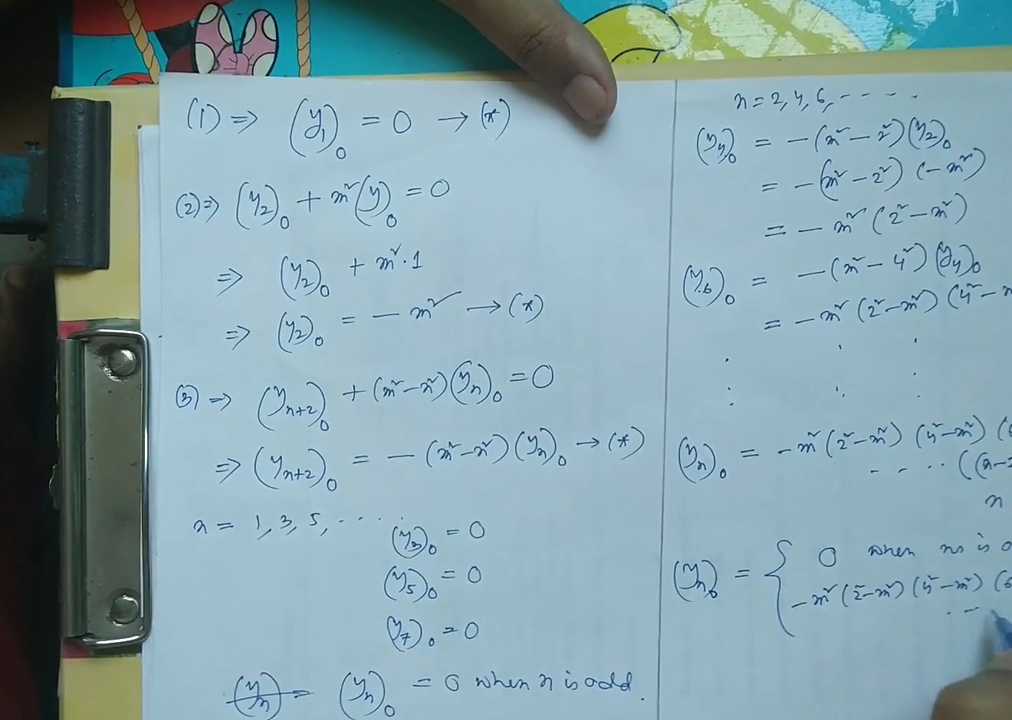 (1) ⇒ (y₁)₀ = 0 → (*)
(2) ⇒ (y₂)₀ + m²(y)₀ = 0
⇒ (y₂)₀ + m².1
⇒ (y₂)₀ = - m² → (*)
(3) ⇒ (yₙ₊₂)₀ + (m²-n²)(yₙ)₀ = 0
⇒ (yₙ₊₂)₀ = - (m²-n²)(yₙ)₀ → (*)
n = 1, 3, 5, ....
(y₃)₀ = 0
(y₅)₀ = 0
(y₇)₀ = 0
(yₙ)₀ = 0 when n is odd.
n = 2, 4, 6, ....
(y₄)₀ = - (m² - 2²)(y₂)₀
= - (m² - 2²) (-m²)
= - m² (2² - m²)
(y₆)₀ = - (m² - 4²)(y₄)₀
= - m² (2² - m²) (4² - m
(yₙ)₀ = - m² (2² - m²) (4² - m²) (
.... ((n-2
n
(yₙ)₀ = { 0 when n is o
- m² (2² - m²) (4² - m²) (6